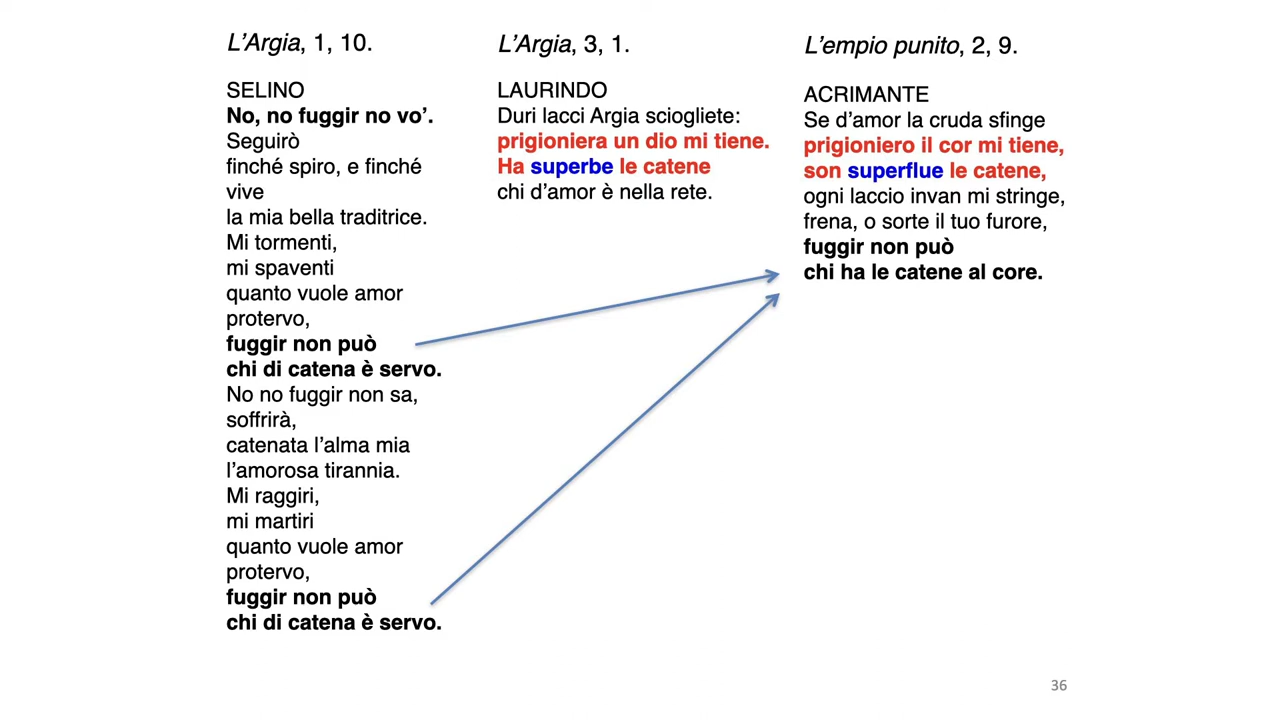 L'Argia, 1, 10.
SELINO
No, no fuggir no vo'.
Seguirò
finché spiro, e finché
vive
la mia bella traditrice.
Mi tormenti,
mi spaventi
quanto vuole amor
protervo,
fuggir non può
chi di catena è servo.
No no fuggir non sa,
soffrirà,
catenata l'alma mia
l'amorosa tirannia.
Mi raggiri,
mi martiri
quanto vuole amor
protervo,
fuggir non può
chi di catena è servo.
L'Argia, 3, 1.
LAURINDO
Duri lacci Argia sciogliete:
prigioniera un dio mi tiene.
Ha superbe le catene
chi d'amor è nella rete.
L'empio punito, 2, 9.
ACRIMANTE
Se d'amor la cruda sfinge
prigioniero il cor mi tiene,
son superflue le catene,
ogni laccio invan mi stringe,
frena, o sorte il tuo furore,
fuggir non può
chi ha le catene al core.
36